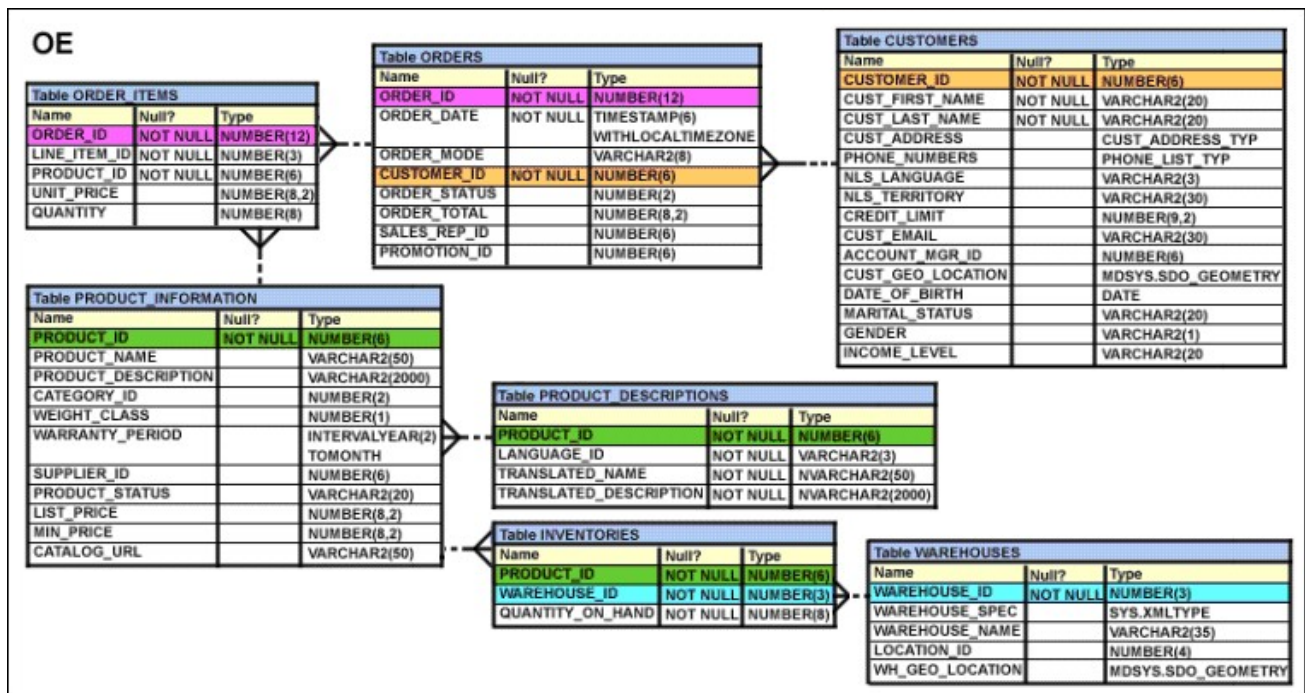 OE
Table ORDER_ITEMS
Name Null? Type
ORDER_ID NOT NULL NUMBER(12)
LINE_ITEM_ID NOT NULL NUMBER(3)
PRODUCT_ID NOT NULL NUMBER(6)
UNIT_PRICE NUMBER(8,2)
QUANTITY NUMBER(8)
Table ORDERS
Name Null? Type
ORDER_ID NOT NULL NUMBER(12)
ORDER_DATE NOT NULL TIMESTAMP(6)
WITHLOCALTIMEZONE
ORDER_MODE VARCHAR2(8)
CUSTOMER_ID NOT NULL NUMBER(6)
ORDER_STATUS NUMBER(2)
ORDER_TOTAL NUMBER(8,2)
SALES_REP_ID NUMBER(6)
PROMOTION_ID NUMBER(6)
Table CUSTOMERS
Name Null? Type
CUSTOMER_ID NOT NULL NUMBER(6)
CUST_FIRST_NAME NOT NULL VARCHAR2(20)
CUST_LAST_NAME NOT NULL VARCHAR2(20)
CUST_ADDRESS CUST_ADDRESS_TYP
PHONE_NUMBERS PHONE_LIST_TYP
NLS_LANGUAGE VARCHAR2(3)
NLS_TERRITORY VARCHAR2(30)
CREDIT_LIMIT NUMBER(9,2)
CUST_EMAIL VARCHAR2(30)
ACCOUNT_MGR_ID NUMBER(6)
CUST_GEO_LOCATION MDSYS.SDO_GEOMETRY
DATE_OF_BIRTH DATE
MARITAL_STATUS VARCHAR2(20)
GENDER VARCHAR2(1)
INCOME_LEVEL VARCHAR2(20
Table PRODUCT_INFORMATION
Name Null? Type
PRODUCT_ID NOT NULL NUMBER(6)
PRODUCT_NAME VARCHAR2(50)
PRODUCT_DESCRIPTION VARCHAR2(2000)
CATEGORY_ID NUMBER(2)
WEIGHT_CLASS NUMBER(1)
WARRANTY_PERIOD INTERVALYEAR(2)
TOMONTH
SUPPLIER_ID NUMBER(6)
PRODUCT_STATUS VARCHAR2(20)
LIST_PRICE NUMBER(8,2)
MIN_PRICE NUMBER(8,2)
CATALOG_URL VARCHAR2(50)
Table PRODUCT_DESCRIPTIONS
Name Null? Type
PRODUCT_ID NOT NULL NUMBER(6)
LANGUAGE_ID NOT NULL VARCHAR2(3)
TRANSLATED_NAME NOT NULL NVARCHAR2(50)
TRANSLATED_DESCRIPTION NOT NULL NVARCHAR2(2000)
Table INVENTORIES
Name Null? Type
PRODUCT_ID NOT NULL NUMBER(6)
WAREHOUSE_ID NOT NULL NUMBER(3)
QUANTITY_ON_HAND NOT NULL NUMBER(8)
Table WAREHOUSES
Name Null? Type
WAREHOUSE_ID NOT NULL NUMBER(3)
WAREHOUSE_SPEC SYS.XMLTYPE
WAREHOUSE_NAME VARCHAR2(35)
LOCATION_ID NUMBER(4)
WH_GEO_LOCATION MDSYS.SDO_GEOMETRY